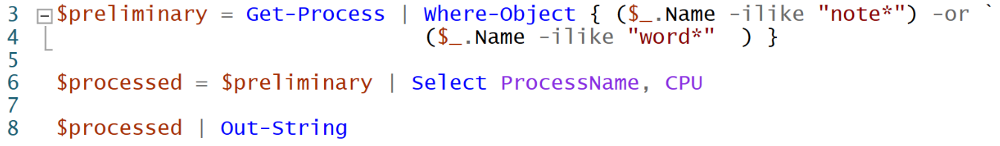 3 $preliminary = Get-Process | Where-Object { ($_.Name -ilike "note*") -or `
4 ($_.Name -ilike "word*"  ) }
5
6 $processed = $preliminary | Select ProcessName, CPU
7
8 $processed | Out-String